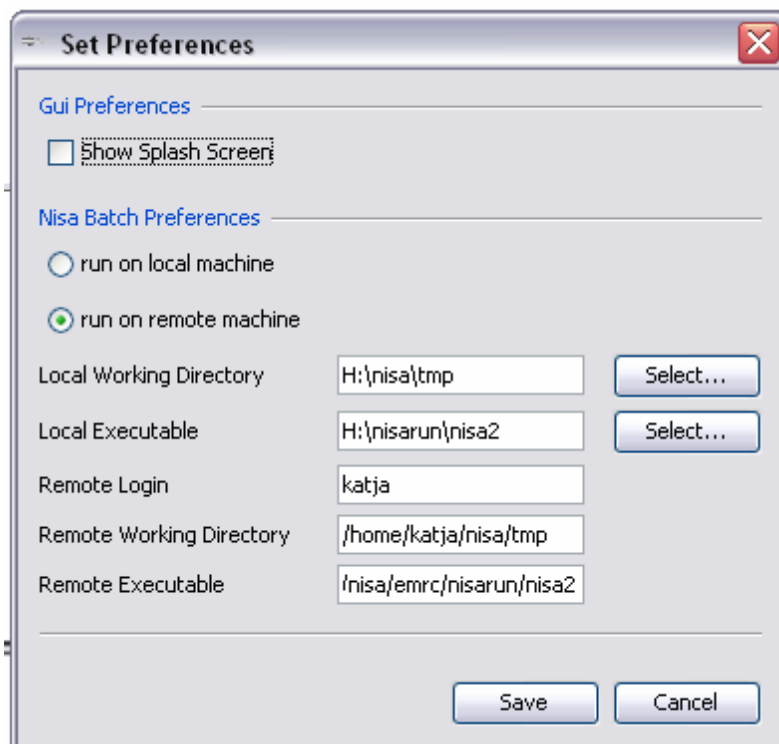 Set Preferences
Gui Preferences
Show Splash Screen
Nisa Batch Preferences
run on local machine
run on remote machine
Local Working Directory H:\nisa\tmp Select...
Local Executable H:\nisarun\nisa2 Select...
Remote Login katja
Remote Working Directory /home/katja/nisa/tmp
Remote Executable /nisa/emrc/nisarun/nisa2
Save Cancel